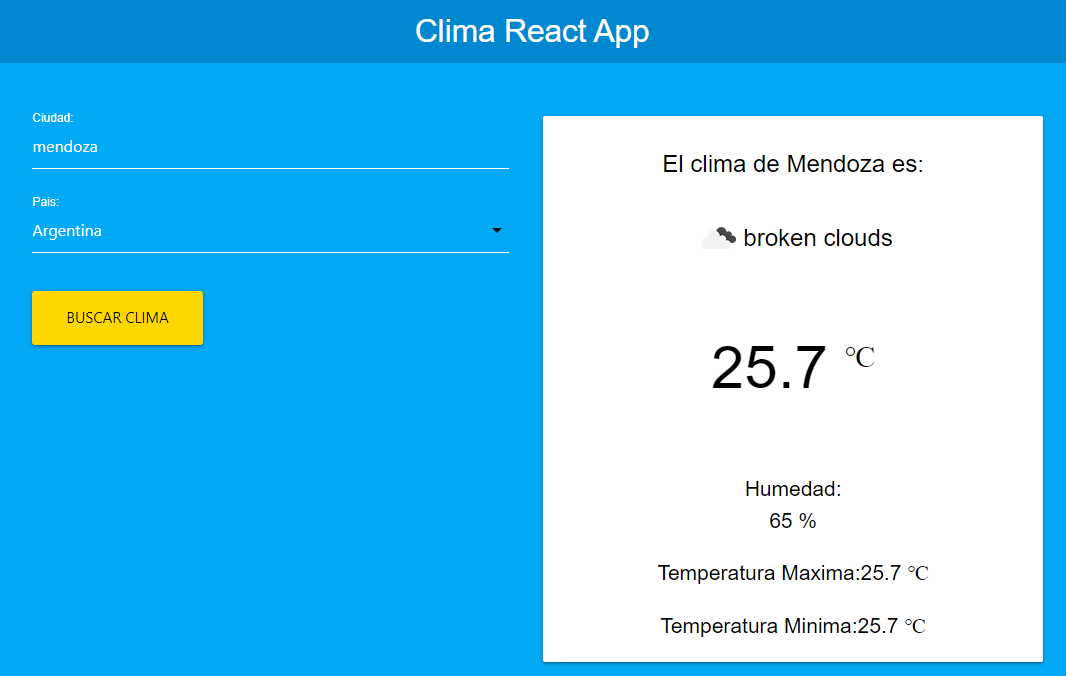 Clima React App
Ciudad:
mendoza
Pais:
Argentina
BUSCAR CLIMA
El clima de Mendoza es:
broken clouds
25.7 °C
Humedad:
65 %
Temperatura Maxima:25.7 °C
Temperatura Minima:25.7 °C